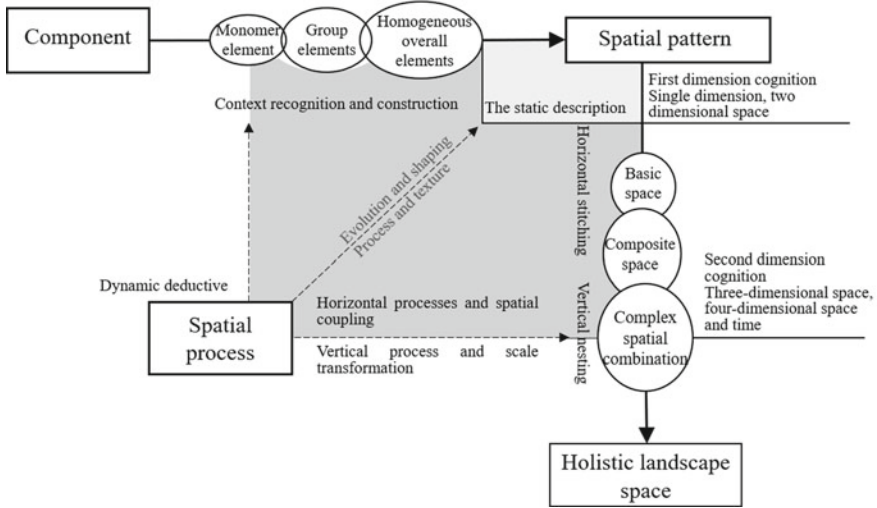 Component
Monomer
element
Group
elements
Homogeneous
overall
elements
Spatial pattern
First dimension cognition
Single dimension, two
dimensional space
Context recognition and construction
The static description
Horizontal stitching
Evolution and shaping
Process and texture
Basic
space
Composite
space
Second dimension
cognition
Three-dimensional space,
four-dimensional space
and time
Dynamic deductive
Spatial
process
Horizontal processes and spatial
coupling
Vertical process and scale
transformation
Vertical nesting
Complex
spatial
combination
Holistic landscape
space